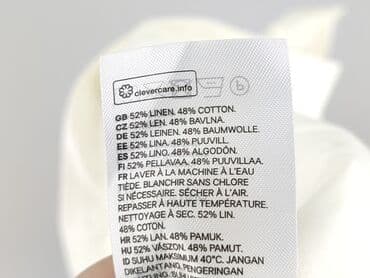 clevercare.info
GB 52% LINEN. 48% COTTON.
CZ 52% LEN. 48% BAVLNA.
DE 52% LEINEN. 48% BAUMWOLLE.
EE 52% LINA. 48% PUUVILL.
ES 52% LINO. 48% ALGODÓN.
FI 52% PELLAVAA. 48% PUUVILLAA.
FR LAVER À LA MACHINE À L'EAU
TIÈDE. BLANCHIR SANS CHLORE
SI NÉCESSAIRE. SÉCHER À L'AIR.
REPASSER À HAUTE TEMPÉRATURE.
NETTOYAGE À SEC. 52% LIN.
48% COTON.
HR 52% LAN. 48% PAMUK.
HU 52% VÁSZON. 48% PAMUT.
ID SUHU MAKSIMUM 40°C. JANGAN
DIKELANTANG. PENGERINGAN